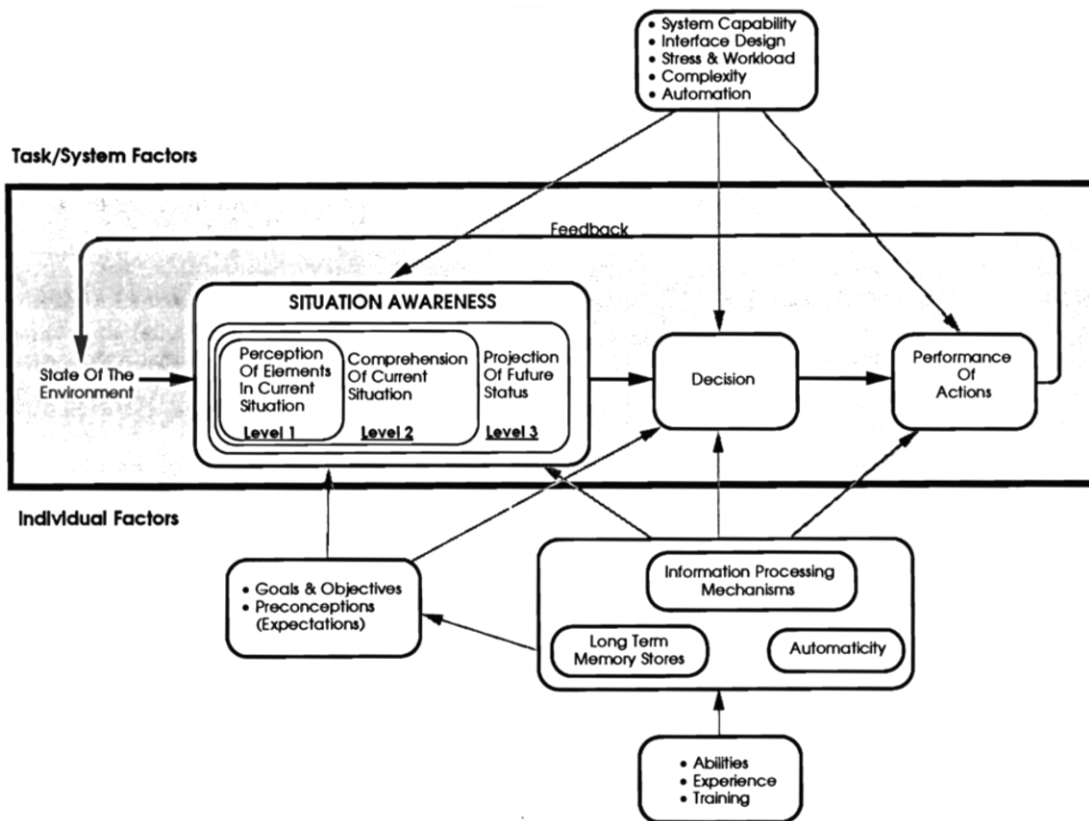 • System Capability
• Interface Design
• Stress & Workload
• Complexity
• Automation
Task/System Factors
Feedback
SITUATION AWARENESS
Perception
Of Elements
In Current
Situation
Level 1
Comprehension
Of Current
Situation
Level 2
Projection
Of Future
Status
Level 3
State Of The
Environment
Decision
Performance
Of
Actions
Individual Factors
• Goals & Objectives
• Preconceptions
(Expectations)
Information Processing
Mechanisms
Long Term
Memory Stores
Automaticity
• Abilities
• Experience
• Training